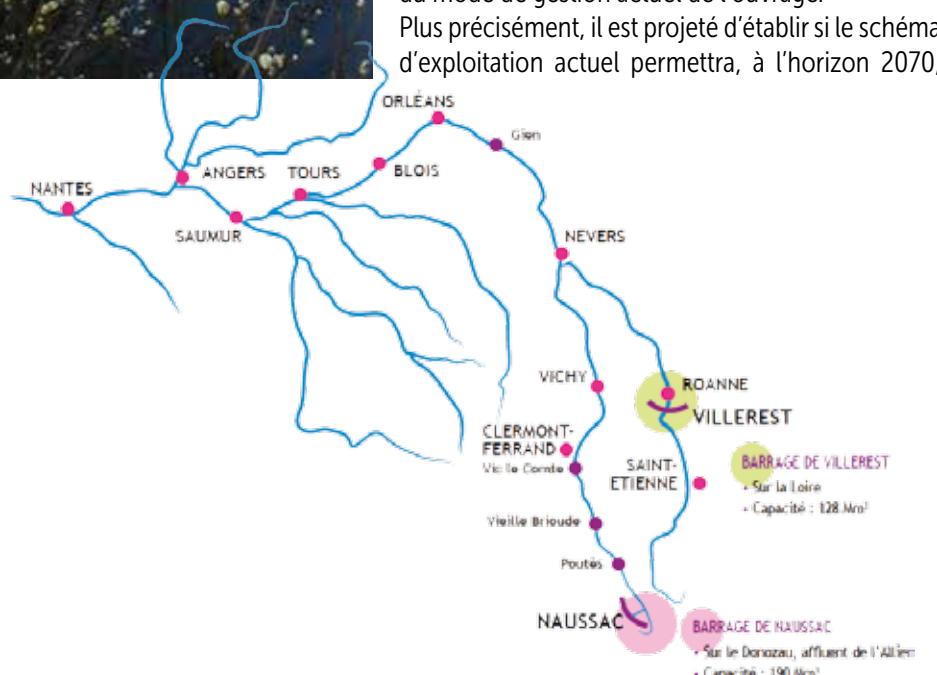 du mode de gestion actuel de l'ouvrage.
Plus précisément, il est projeté d'établir si le schéma
d'exploitation actuel permettra, à l'horizon 2070,
ORLÉANS
Gien
ANGERS
TOURS
BLOIS
NANTES
SAUMUR
NEVERS
VICHY
ROANNE
VILLEREST
CLERMONT-
FERRAND
Vic le Comte
SAINT-
ETIENNE
BARRAGE DE VILLEREST
• Sur la Loire
• Capacité : 128 Mm³
Vieille Brioude
Poutès
NAUSSAC
BARRAGE DE NAUSSAC
• Sur le Donozau, affluent de l'Allier
• Capacité : 190 Mm³